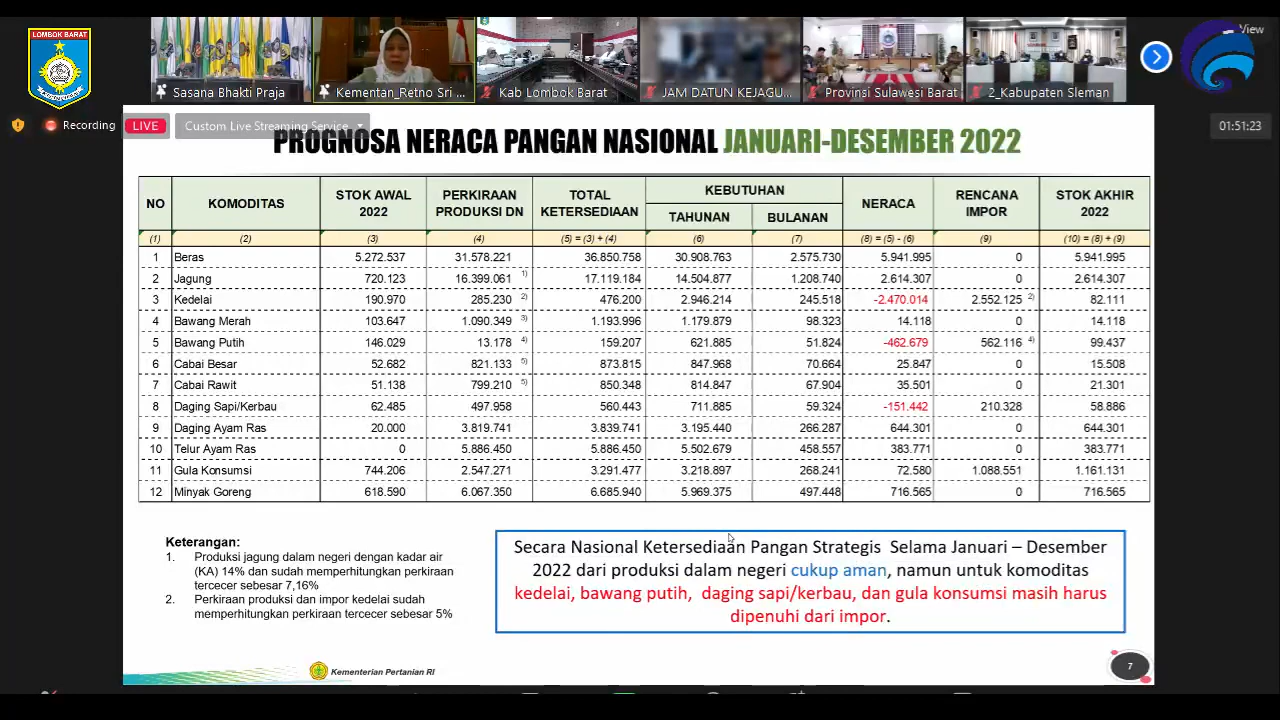 LOMBOK BARAT
View
Sasana Bhakti Praja
Kementan_Retno Sri ...
Kab Lombok Barat
JAM DATUN KEJAGU...
Provinsi Sulawesi Barat
2_Kabupaten Sleman
Recording LIVE Custom Live Streaming Service
01:51:23
PROGNOSA NERACA PANGAN NASIONAL JANUARI-DESEMBER 2022
NO KOMODITAS STOK AWAL 2022 PERKIRAAN PRODUKSI DN TOTAL KETERSEDIAAN KEBUTUHAN TAHUNAN BULANAN NERACA RENCANA IMPOR STOK AKHIR 2022
(1) (2) (3) (4) (5) = (3) + (4) (6) (7) (8) = (5) - (6) (9) (10) = (8) + (9)
1 Beras 5.272.537 31.578.221 36.850.758 30.908.763 2.575.730 5.941.995 0 5.941.995
2 Jagung 720.123 16.399.061 1) 17.119.184 14.504.877 1.208.740 2.614.307 0 2.614.307
3 Kedelai 190.970 285.230 2) 476.200 2.946.214 245.518 -2.470.014 2.552.125 2) 82.111
4 Bawang Merah 103.647 1.090.349 3) 1.193.996 1.179.879 98.323 14.118 0 14.118
5 Bawang Putih 146.029 13.178 4) 159.207 621.885 51.824 -462.679 562.116 4) 99.437
6 Cabai Besar 52.682 821.133 5) 873.815 847.968 70.664 25.847 0 15.508
7 Cabai Rawit 51.138 799.210 5) 850.348 814.847 67.904 35.501 0 21.301
8 Daging Sapi/Kerbau 62.485 497.958 560.443 711.885 59.324 -151.442 210.328 58.886
9 Daging Ayam Ras 20.000 3.819.741 3.839.741 3.195.440 266.287 644.301 0 644.301
10 Telur Ayam Ras 0 5.886.450 5.886.450 5.502.679 458.557 383.771 0 383.771
11 Gula Konsumsi 744.206 2.547.271 3.291.477 3.218.897 268.241 72.580 1.088.551 1.161.131
12 Minyak Goreng 618.590 6.067.350 6.685.940 5.969.375 497.448 716.565 0 716.565
Keterangan:
1. Produksi jagung dalam negeri dengan kadar air
(KA) 14% dan sudah memperhitungkan perkiraan
tercecer sebesar 7,16%
2. Perkiraan produksi dan impor kedelai sudah
memperhitungkan perkiraan tercecer sebesar 5%
Secara Nasional Ketersediaan Pangan Strategis Selama Januari – Desember
2022 dari produksi dalam negeri cukup aman, namun untuk komoditas
kedelai, bawang putih, daging sapi/kerbau, dan gula konsumsi masih harus
dipenuhi dari impor.
Kementerian Pertanian RI
7